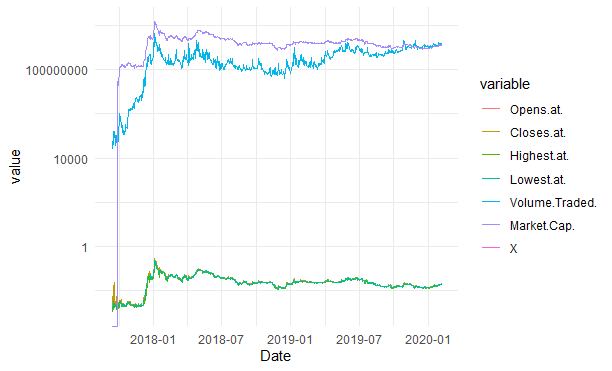 variable
Opens.at.
Closes.at.
Highest.at.
Lowest.at.
Volume.Traded.
Market.Cap.
X
value
100000000
10000
1
2018-01 2018-07 2019-01 2019-07 2020-01
Date